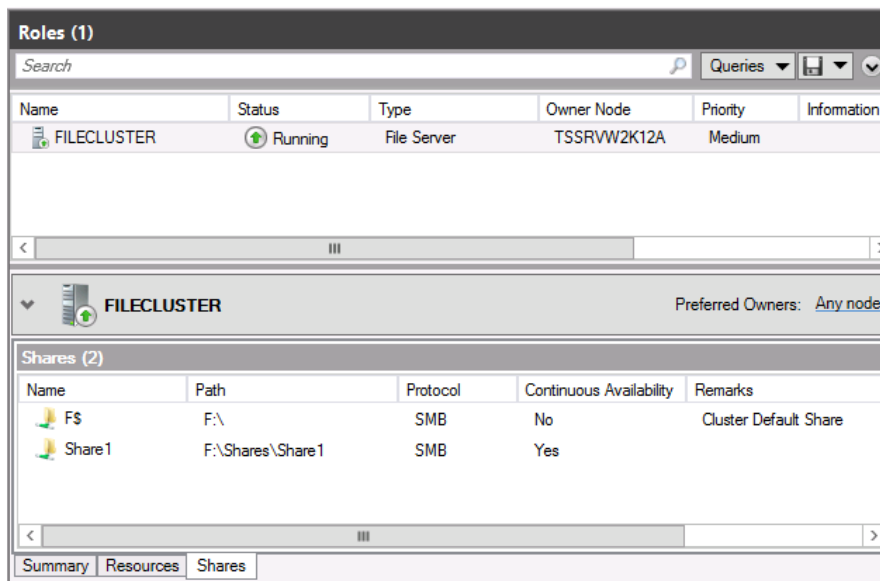 Roles (1)
Search Queries
Name Status Type Owner Node Priority Information
FILECLUSTER Running File Server TSSRVW2K12A Medium
FILECLUSTER Preferred Owners: Any node
Shares (2)
Name Path Protocol Continuous Availability Remarks
F$ F:\ SMB No Cluster Default Share
Share1 F:\Shares\Share1 SMB Yes
Summary Resources Shares